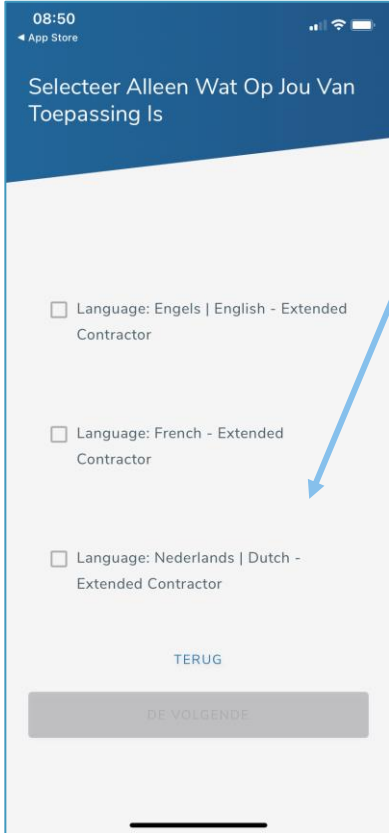 08:50
◀ App Store
Selecteer Alleen Wat Op Jou Van
Toepassing Is
Language: Engels | English - Extended
Contractor
Language: French - Extended
Contractor
Language: Nederlands | Dutch -
Extended Contractor
TERUG
DE VOLGENDE